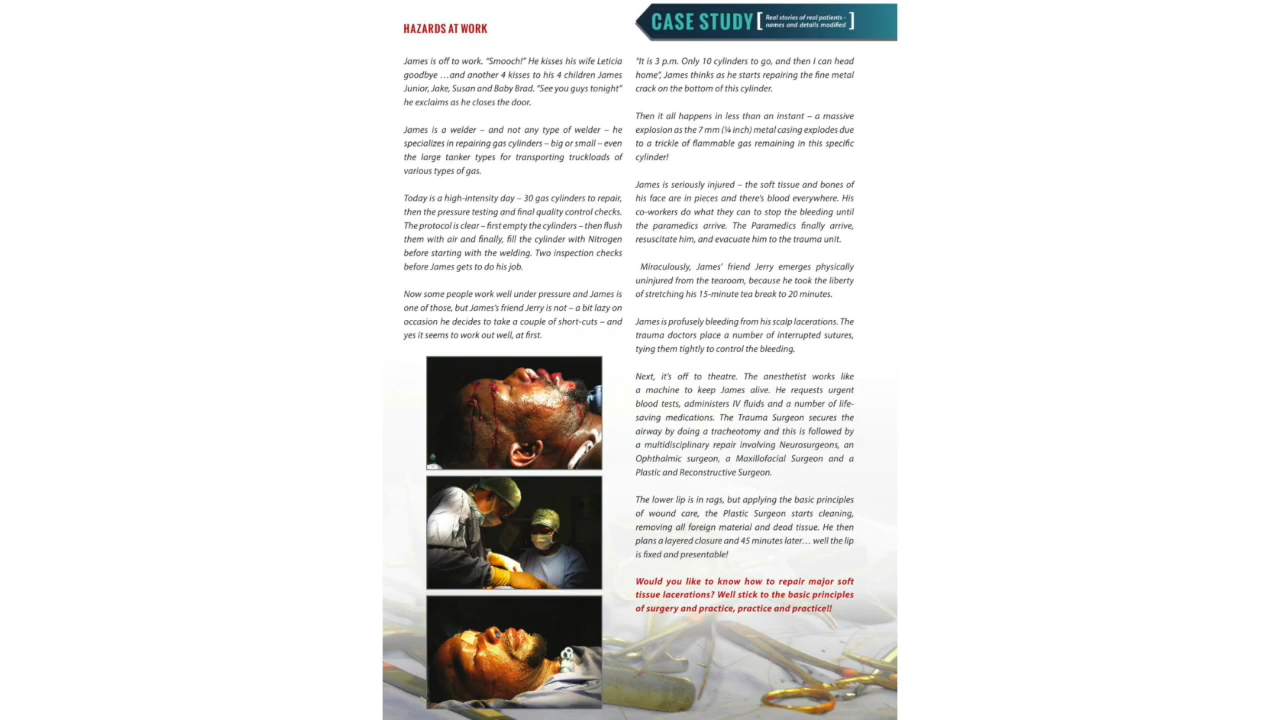 HAZARDS AT WORK
James is off to work. “Smooch!” He kisses his wife Leticia
goodbye …and another 4 kisses to his 4 children James
Junior, Jake, Susan and Baby Brad. “See you guys tonight”
he exclaims as he closes the door.
James is a welder – and not any type of welder – he
specializes in repairing gas cylinders – big or small – even
the large tanker types for transporting truckloads of
various types of gas.
Today is a high-intensity day – 30 gas cylinders to repair,
then the pressure testing and final quality control checks.
The protocol is clear – first empty the cylinders – then flush
them with air and finally, fill the cylinder with Nitrogen
before starting with the welding. Two inspection checks
before James gets to do his job.
Now some people work well under pressure and James is
one of those, but James’s friend Jerry is not – a bit lazy on
occasion he decides to take a couple of short-cuts – and
yes it seems to work out well, at first.
CASE STUDY [ Real stories of real patients -
names and details modified ]
“It is 3 p.m. Only 10 cylinders to go, and then I can head
home”, James thinks as he starts repairing the fine metal
crack on the bottom of this cylinder.
Then it all happens in less than an instant – a massive
explosion as the 7 mm (¼ inch) metal casing explodes due
to a trickle of flammable gas remaining in this specific
cylinder!
James is seriously injured – the soft tissue and bones of
his face are in pieces and there’s blood everywhere. His
co-workers do what they can to stop the bleeding until
the paramedics arrive. The Paramedics finally arrive,
resuscitate him, and evacuate him to the trauma unit.
Miraculously, James’ friend Jerry emerges physically
uninjured from the tearoom, because he took the liberty
of stretching his 15-minute tea break to 20 minutes.
James is profusely bleeding from his scalp lacerations. The
trauma doctors place a number of interrupted sutures,
tying them tightly to control the bleeding.
Next, it’s off to theatre. The anesthetist works like
a machine to keep James alive. He requests urgent
blood tests, administers IV fluids and a number of life-
saving medications. The Trauma Surgeon secures the
airway by doing a tracheotomy and this is followed by
a multidisciplinary repair involving Neurosurgeons, an
Ophthalmic surgeon, a Maxillofacial Surgeon and a
Plastic and Reconstructive Surgeon.
The lower lip is in rags, but applying the basic principles
of wound care, the Plastic Surgeon starts cleaning,
removing all foreign material and dead tissue. He then
plans a layered closure and 45 minutes later… well the lip
is fixed and presentable!
Would you like to know how to repair major soft
tissue lacerations? Well stick to the basic principles
of surgery and practice, practice and practice!!